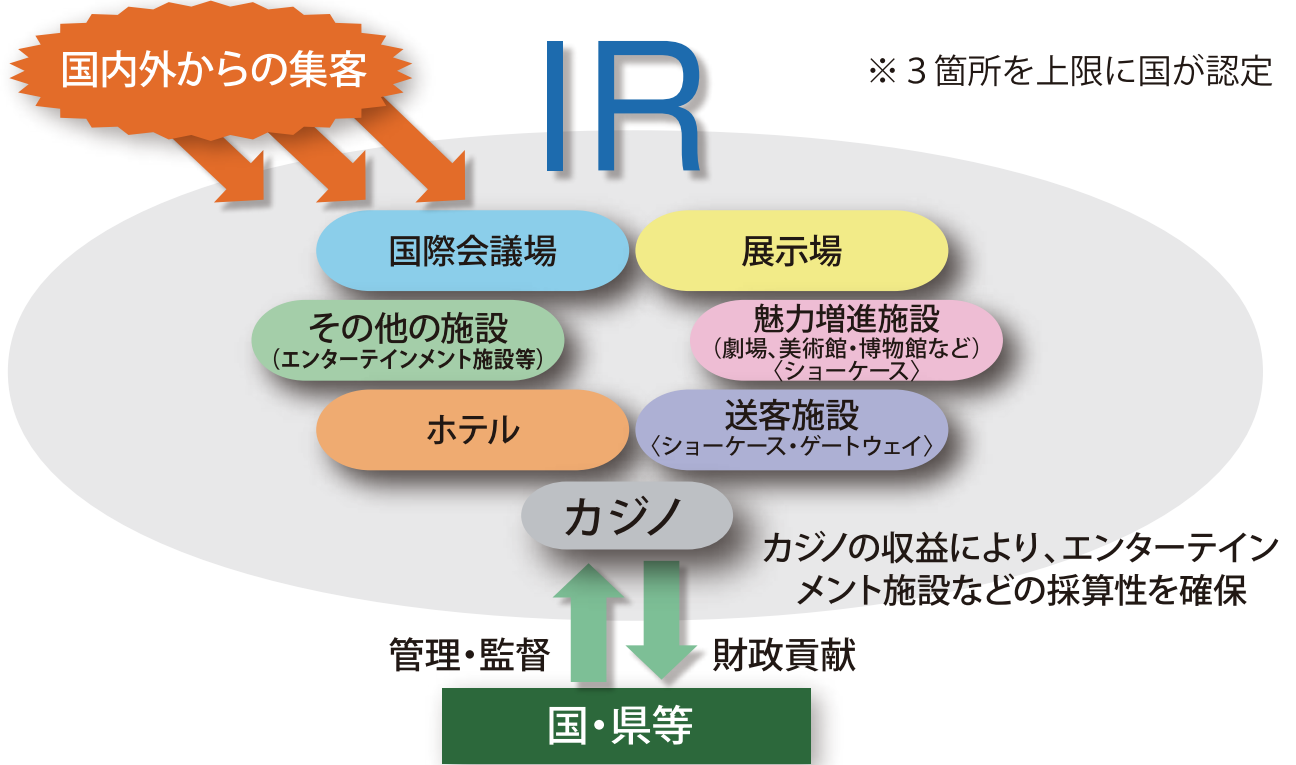 国内外からの集客
IR
※３箇所を上限に国が認定
国際会議場
展示場
その他の施設
（エンターテインメント施設等）
魅力増進施設
（劇場、美術館・博物館など）
〈ショーケース〉
ホテル
送客施設
〈ショーケース・ゲートウェイ〉
カジノ
カジノの収益により、エンターテイン
メント施設などの採算性を確保
管理・監督
財政貢献
国・県等